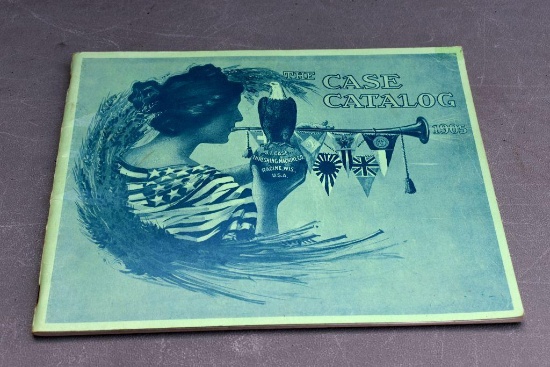 THE CASE
CATALOG
1905
J.I. CASE
THRESHING MACHINE CO.
RACINE, WIS.
U.S.A.